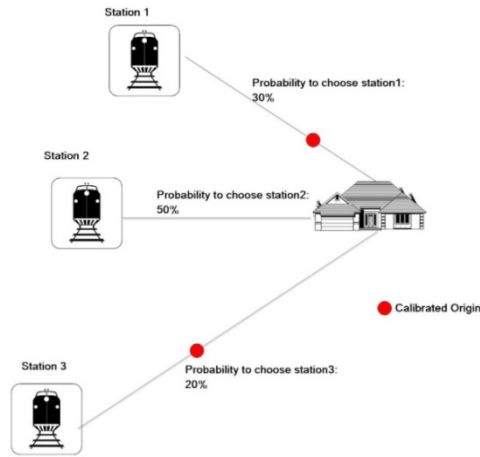 Station 1
Probability to choose station1:
30%
Station 2
Probability to choose station2:
50%
Calibrated Origin
Station 3
Probability to choose station3:
20%